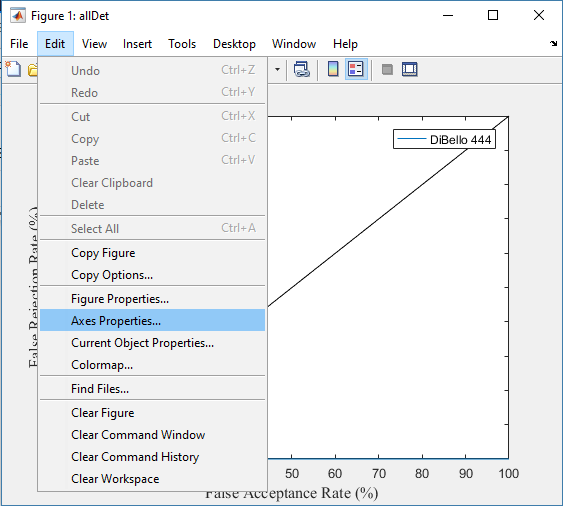 Figure 1: allDet
File Edit View Insert Tools Desktop Window Help
Undo Ctrl+Z
Redo Ctrl+Y
Cut Ctrl+X
Copy Ctrl+C
Paste Ctrl+V
Clear Clipboard
Delete
Select All Ctrl+A
Copy Figure
Copy Options...
Figure Properties...
Axes Properties...
Current Object Properties...
Colormap...
Find Files...
Clear Figure
Clear Command Window
Clear Command History
Clear Workspace
DiBello 444
False Rejection Rate (%)
50 60 70 80 90 100
False Acceptance Rate (%)